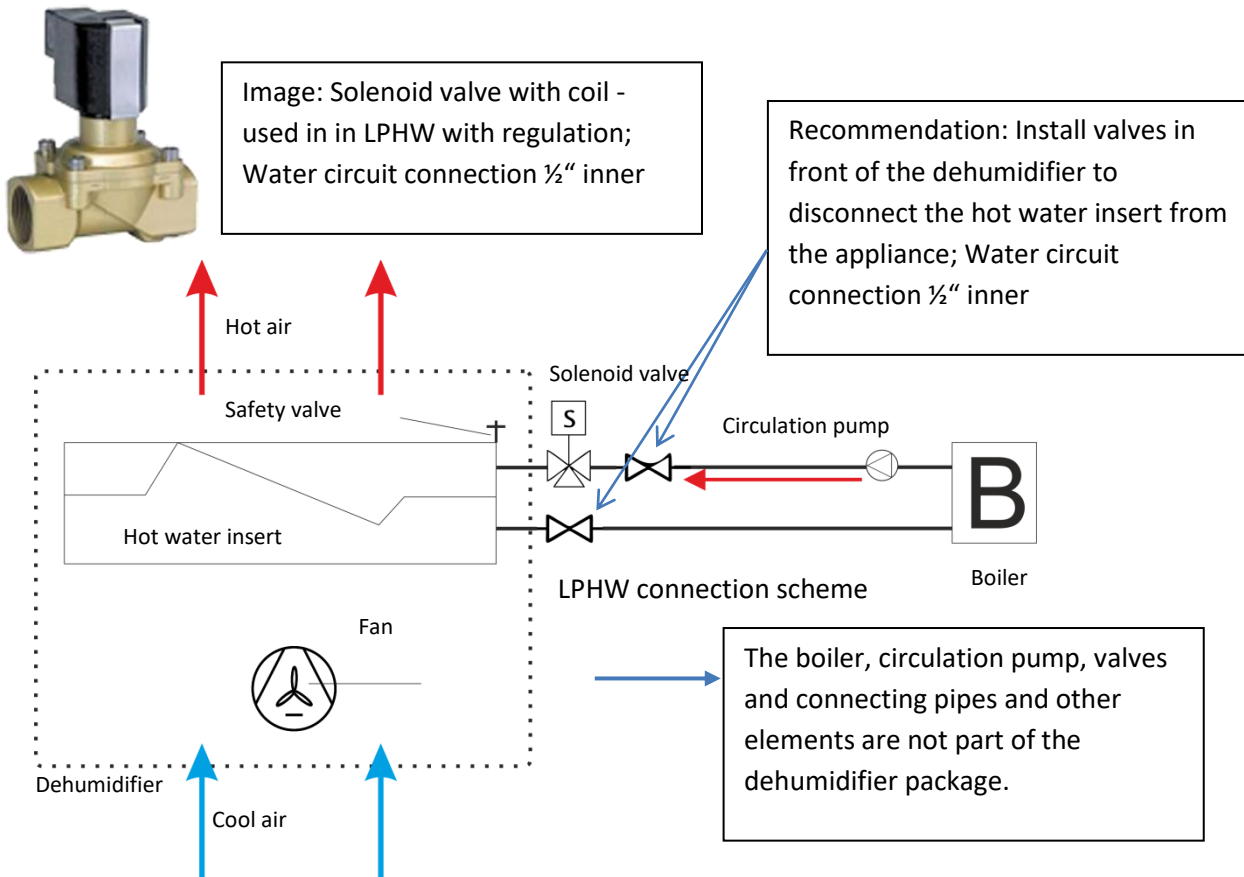 Image: Solenoid valve with coil -
used in in LPHW with regulation;
Water circuit connection ½“ inner
Recommendation: Install valves in
front of the dehumidifier to
disconnect the hot water insert from
the appliance; Water circuit
connection ½“ inner
Hot air
Safety valve
Solenoid valve
S
Circulation pump
B
Hot water insert
Boiler
LPHW connection scheme
Fan
The boiler, circulation pump, valves
and connecting pipes and other
elements are not part of the
dehumidifier package.
Dehumidifier
Cool air